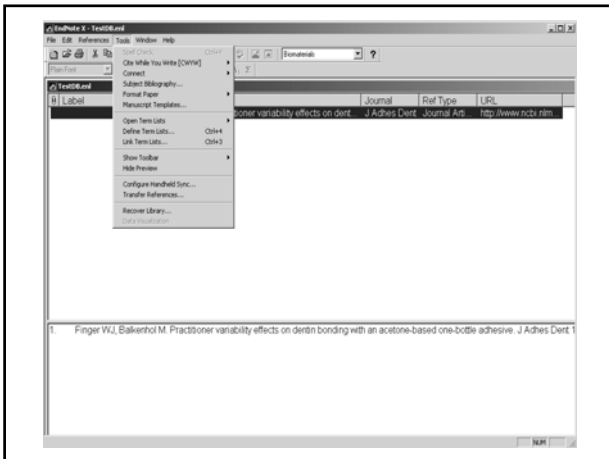 EndNote X - TestDB.enl
File Edit References Tools Window Help
Spell Check Ctrl+Y
Biomaterials
?
Cite While You Write [CWYW]
Plain Font
Σ
Connect
Subject Bibliography...
Format Paper
Manuscript Templates...
Open Term Lists
Define Term Lists... Ctrl+4
Link Term Lists... Ctrl+3
Show Toolbar
Hide Preview
Configure Handheld Sync...
Transfer References...
Recover Library...
Data Visualization
TestDB.enl
Label Journal Ref Type URL
ioner variability effects on dent... J Adhes Dent Journal Arti... http://www.ncbi.nlm...
1. Finger WJ, Balkenhol M. Practitioner variability effects on dentin bonding with an acetone-based one-bottle adhesive. J Adhes Dent 1
NUM